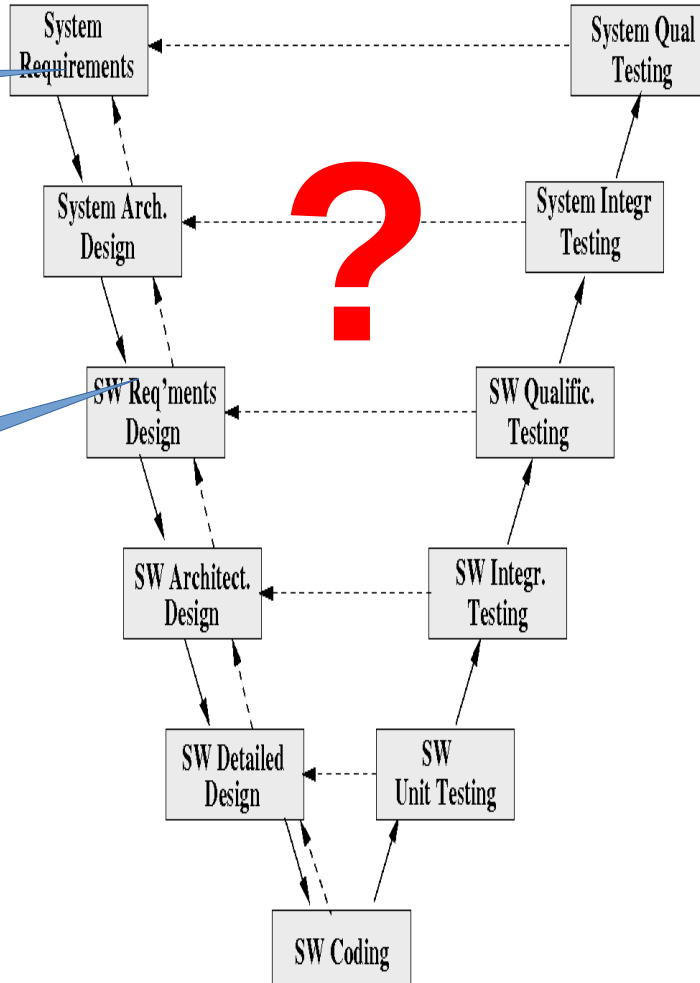 System
Requirements
System Qual
Testing
?
System Arch.
Design
System Integr
Testing
SW Req'ments
Design
SW Qualific.
Testing
SW Architect.
Design
SW Integr.
Testing
SW Detailed
Design
SW
Unit Testing
SW Coding